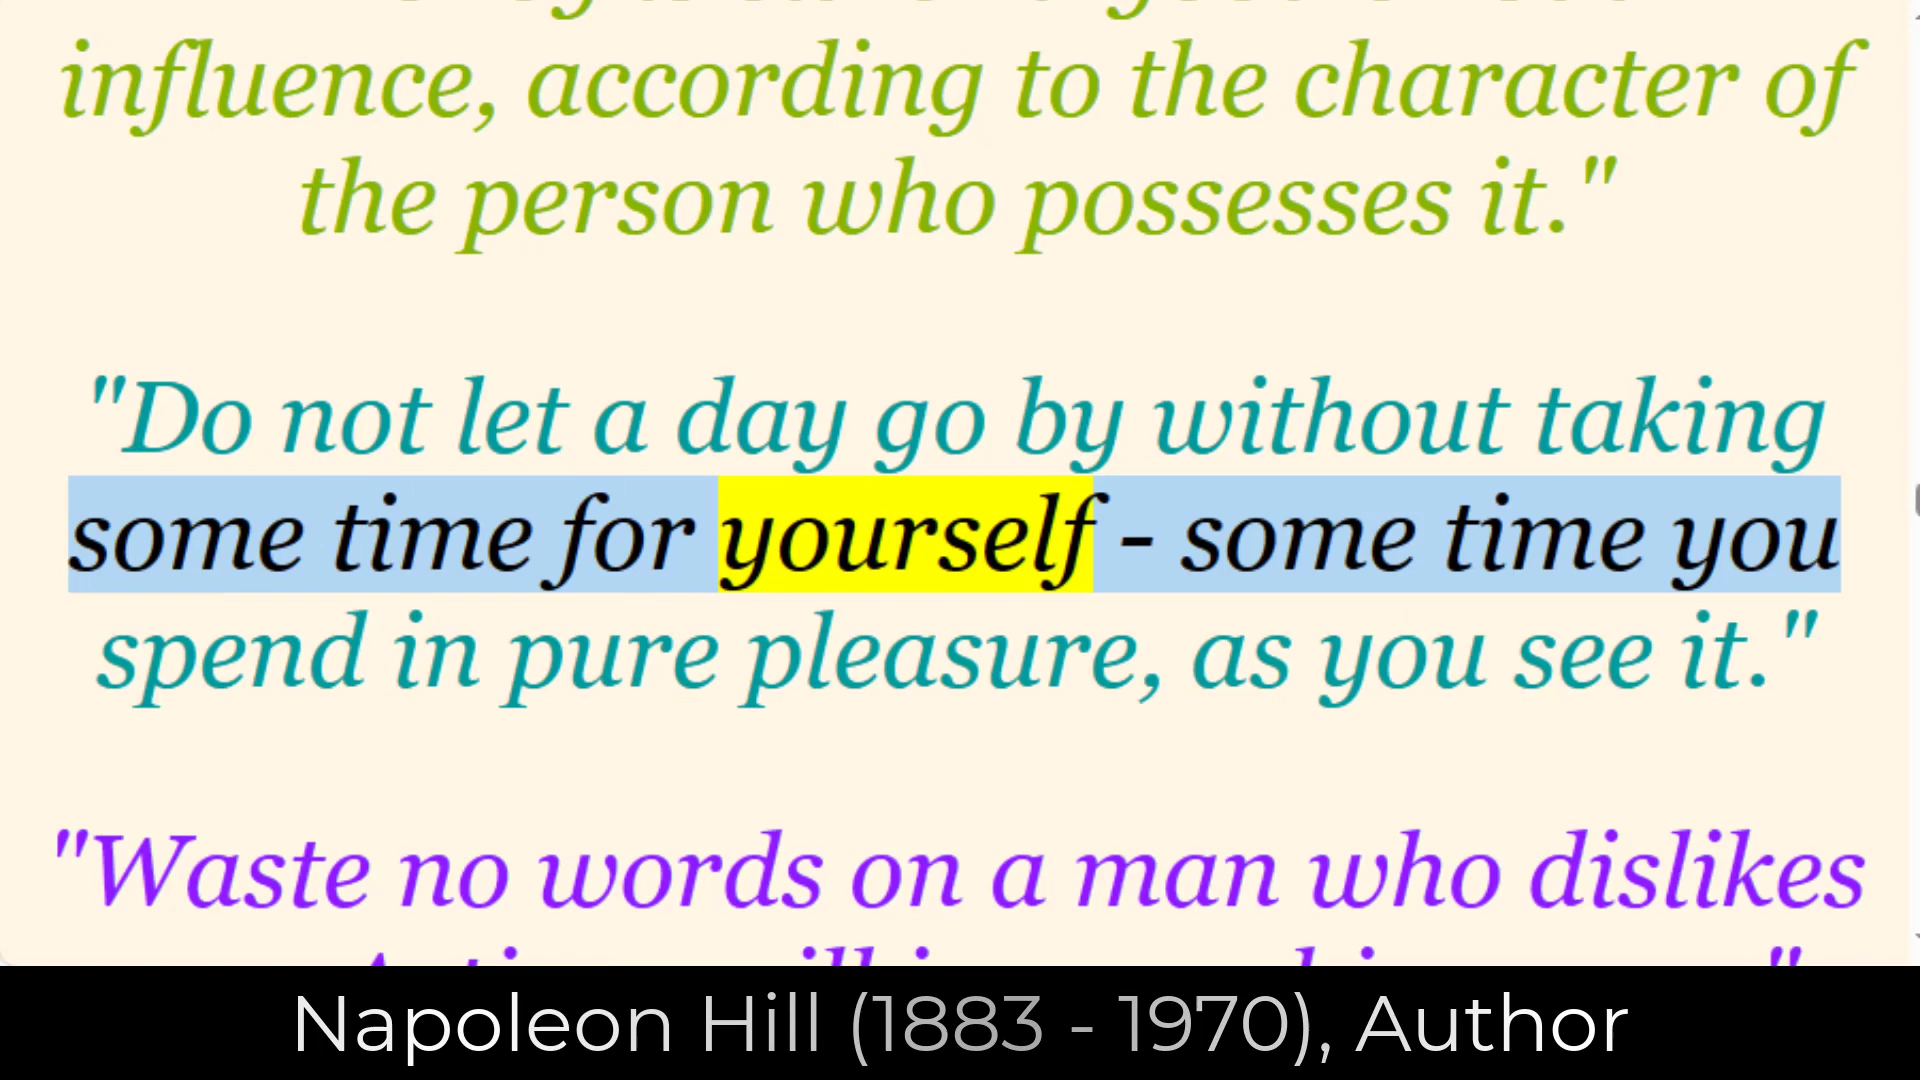 influence, according to the character of
the person who possesses it."
"Do not let a day go by without taking
some time for yourself - some time you
spend in pure pleasure, as you see it."
"Waste no words on a man who dislikes
Napoleon Hill (1883 - 1970), Author